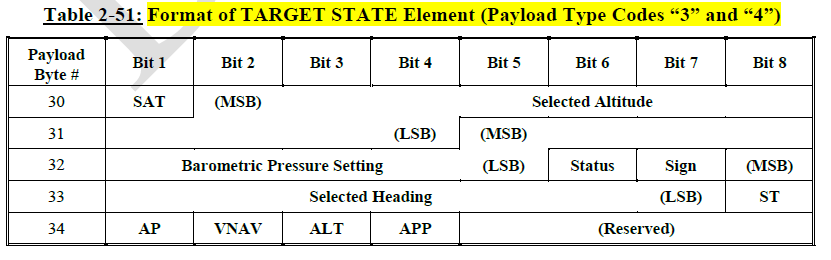 Table 2-51: Format of TARGET STATE Element (Payload Type Codes “3” and “4”)
Payload Byte # Bit 1 Bit 2 Bit 3 Bit 4 Bit 5 Bit 6 Bit 7 Bit 8
30 SAT (MSB) Selected Altitude
31 (LSB) (MSB)
32 Barometric Pressure Setting (LSB) Status Sign (MSB)
33 Selected Heading (LSB) ST
34 AP VNAV ALT APP (Reserved)